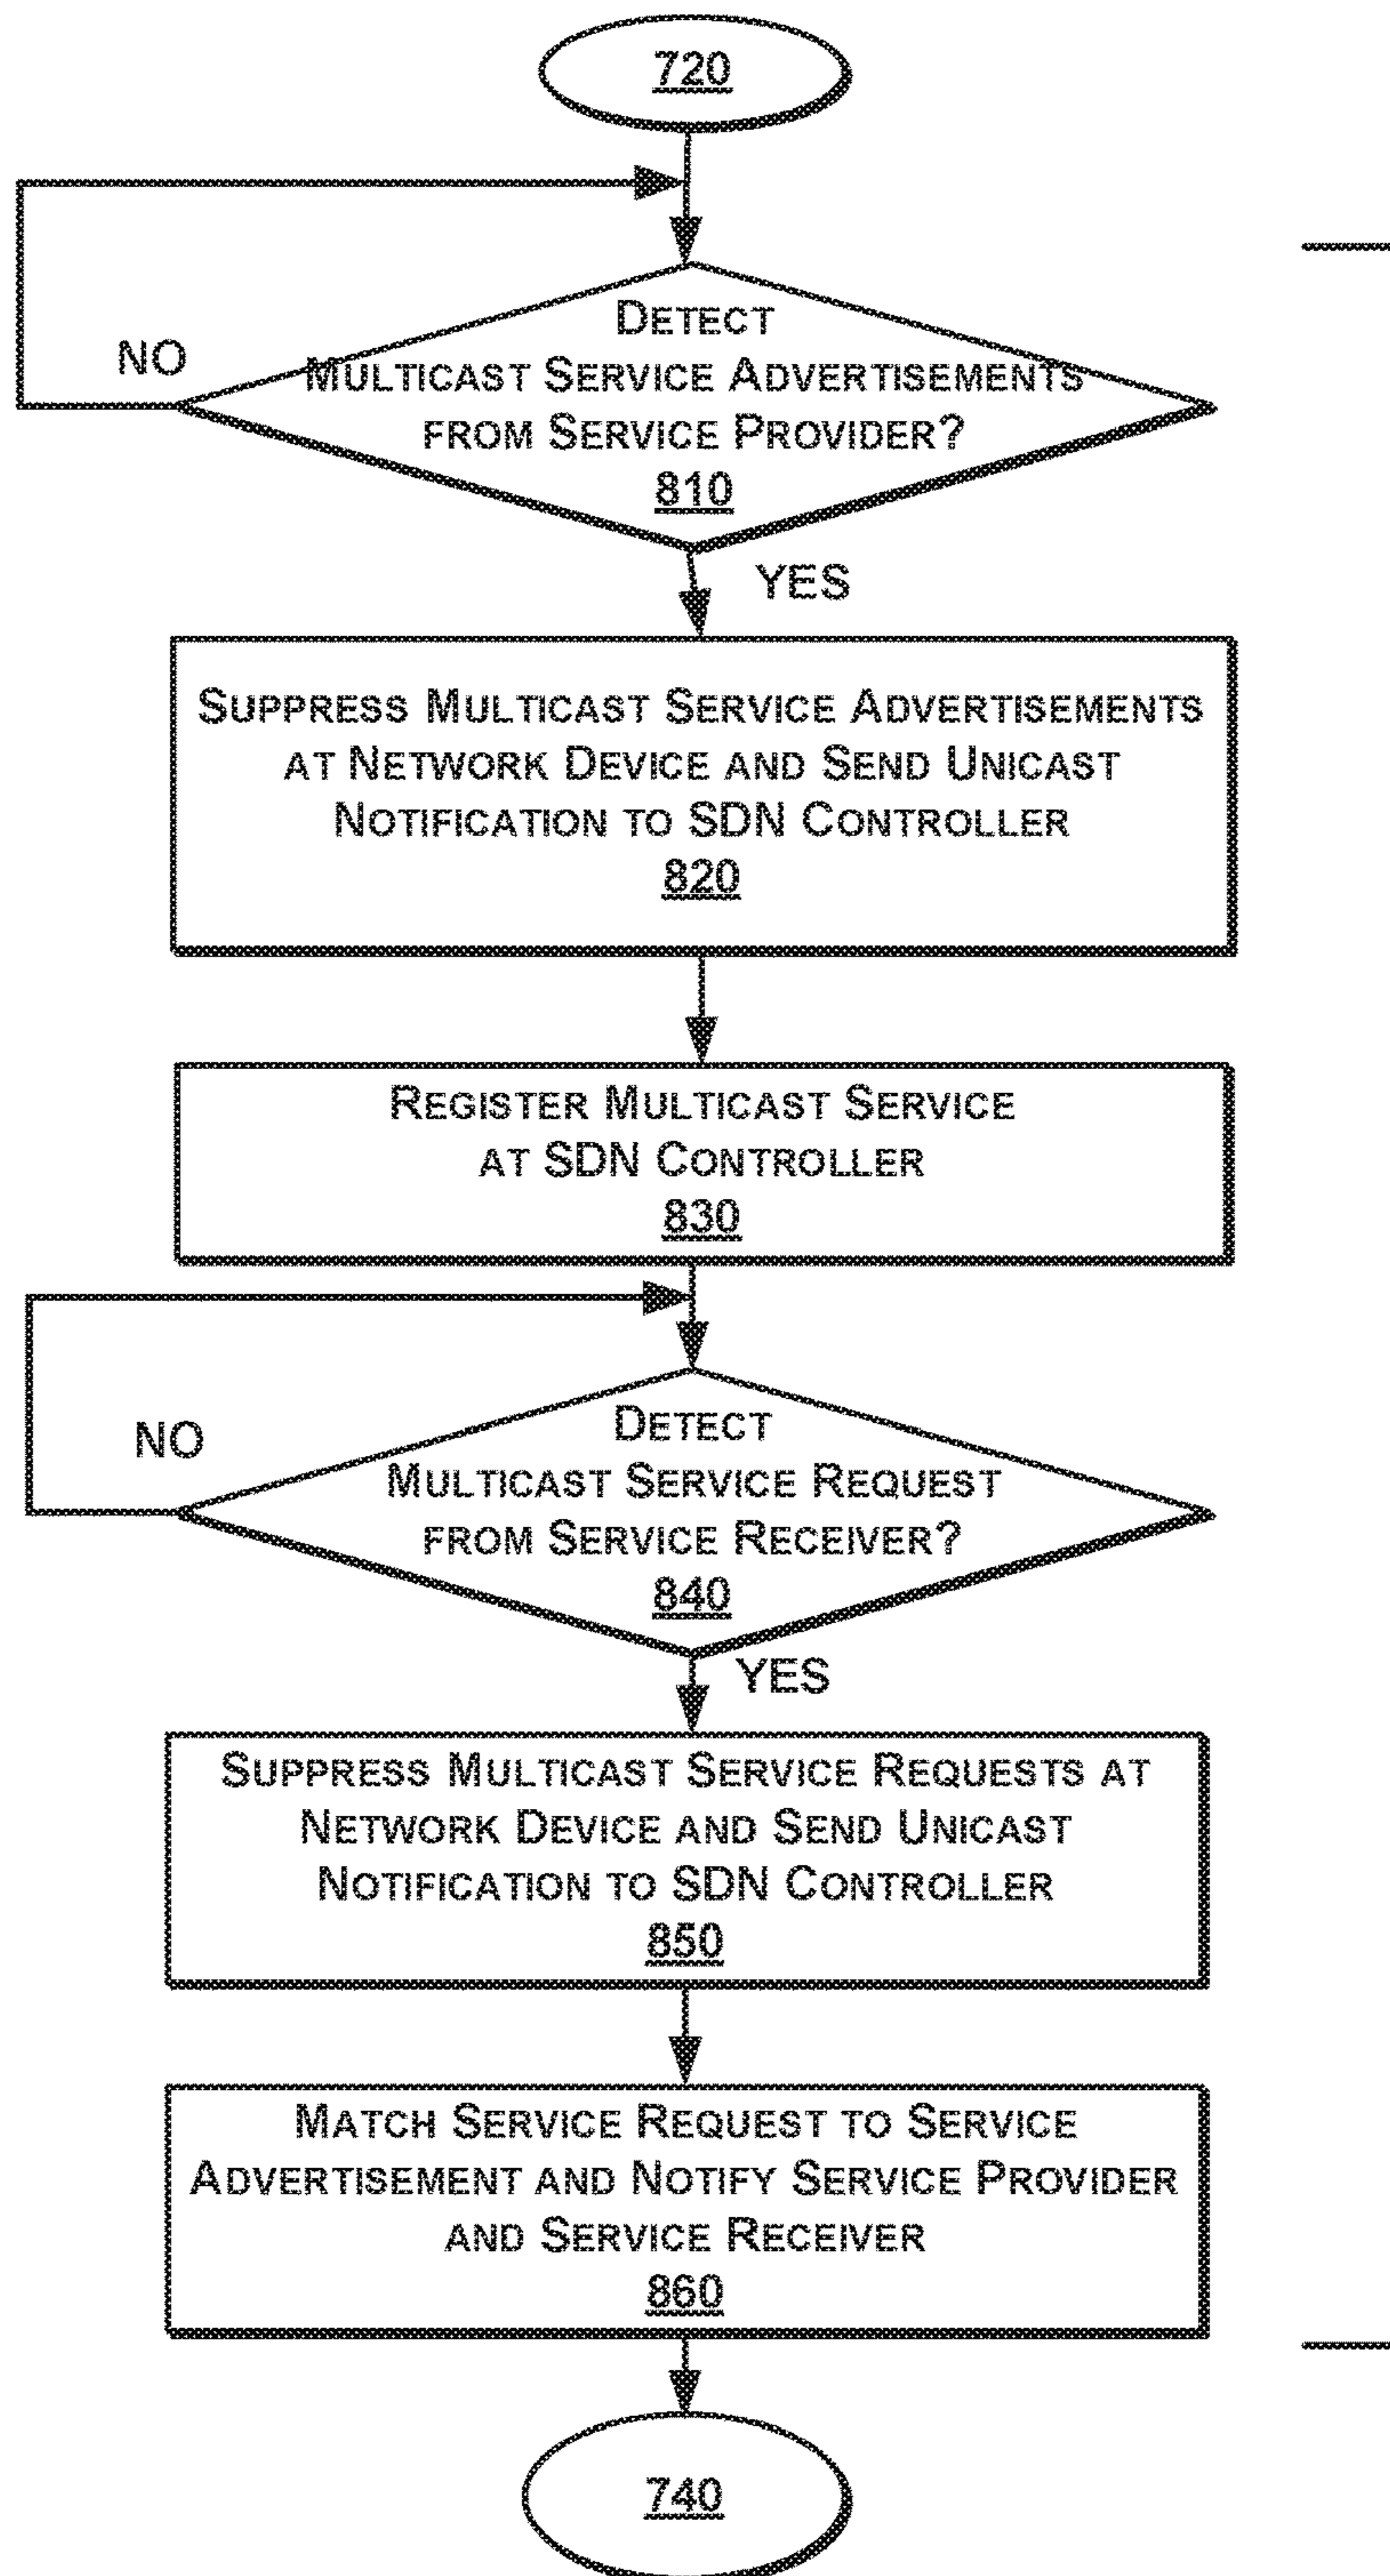 720
DETECT
MULTICAST SERVICE ADVERTISEMENTS
FROM SERVICE PROVIDER?
810
NO
YES
SUPPRESS MULTICAST SERVICE ADVERTISEMENTS
AT NETWORK DEVICE AND SEND UNICAST
NOTIFICATION TO SDN CONTROLLER
820
REGISTER MULTICAST SERVICE
AT SDN CONTROLLER
830
DETECT
MULTICAST SERVICE REQUEST
FROM SERVICE RECEIVER?
840
NO
YES
SUPPRESS MULTICAST SERVICE REQUESTS AT
NETWORK DEVICE AND SEND UNICAST
NOTIFICATION TO SDN CONTROLLER
850
MATCH SERVICE REQUEST TO SERVICE
ADVERTISEMENT AND NOTIFY SERVICE PROVIDER
AND SERVICE RECEIVER
860
740